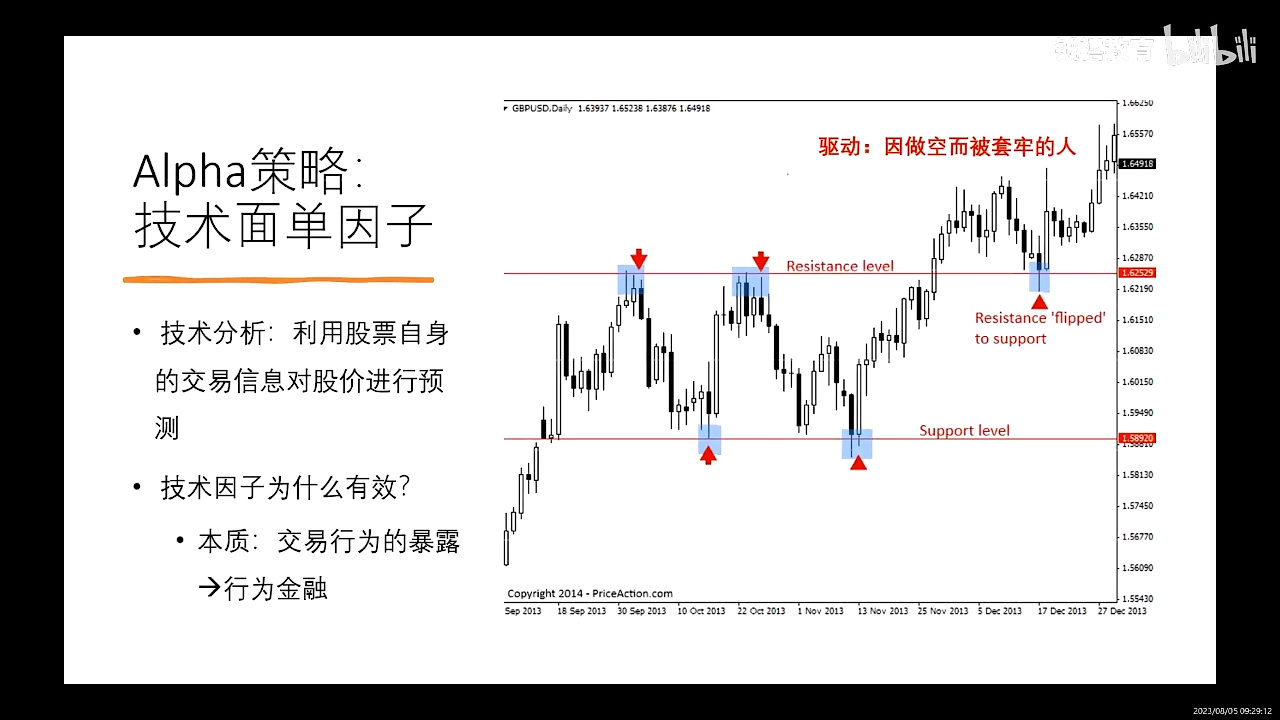 bilibili
Alpha策略：
技术面单因子
• 技术分析：利用股票自身
的交易信息对股价进行预
测
• 技术因子为什么有效？
• 本质：交易行为的暴露
→行为金融
GBPUSD,Daily 1.63937 1.65238 1.63876 1.64918
驱动：因做空而被套牢的人
Resistance level
Resistance 'flipped'
to support
Support level
Copyright 2014 - PriceAction.com
1.66250
1.65570
1.64918
1.64210
1.63550
1.62870
1.62529
1.62190
1.61510
1.60830
1.60150
1.59490
1.58920
1.58130
1.57450
1.56770
1.56090
1.55430
Sep 2013 18 Sep 2013 30 Sep 2013 10 Oct 2013 22 Oct 2013 1 Nov 2013 13 Nov 2013 25 Nov 2013 5 Dec 2013 17 Dec 2013 27 Dec 2013
2023/08/05 09:29:12